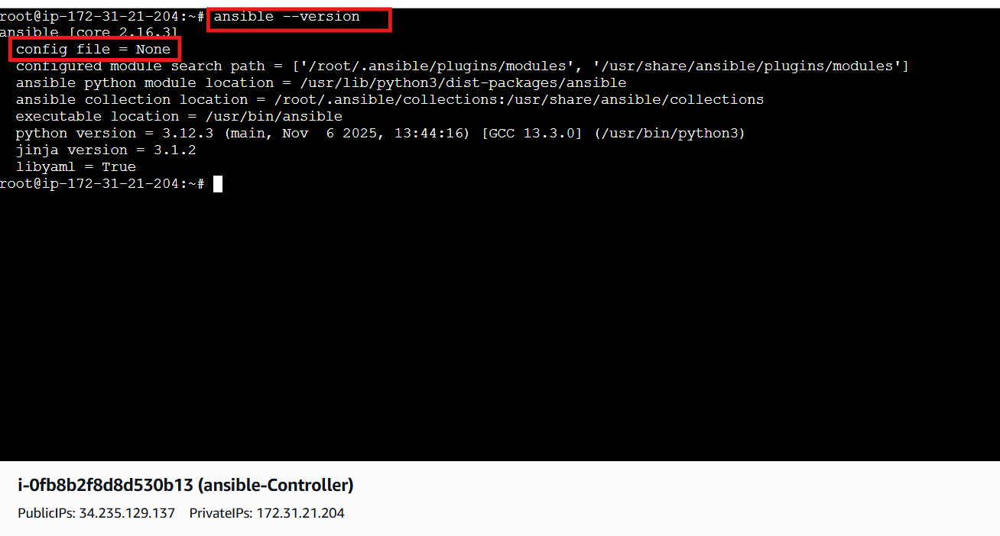 root@ip-172-31-21-204:~# ansible --version
ansible [core 2.16.3]
config file = None
configured module search path = ['/root/.ansible/plugins/modules', '/usr/share/ansible/plugins/modules']
ansible python module location = /usr/lib/python3/dist-packages/ansible
ansible collection location = /root/.ansible/collections:/usr/share/ansible/collections
executable location = /usr/bin/ansible
python version = 3.12.3 (main, Nov  6 2025, 13:44:16) [GCC 13.3.0] (/usr/bin/python3)
jinja version = 3.1.2
libyaml = True
root@ip-172-31-21-204:~#
i-0fb8b2f8d8d530b13 (ansible-Controller)
PublicIPs: 34.235.129.137 PrivateIPs: 172.31.21.204